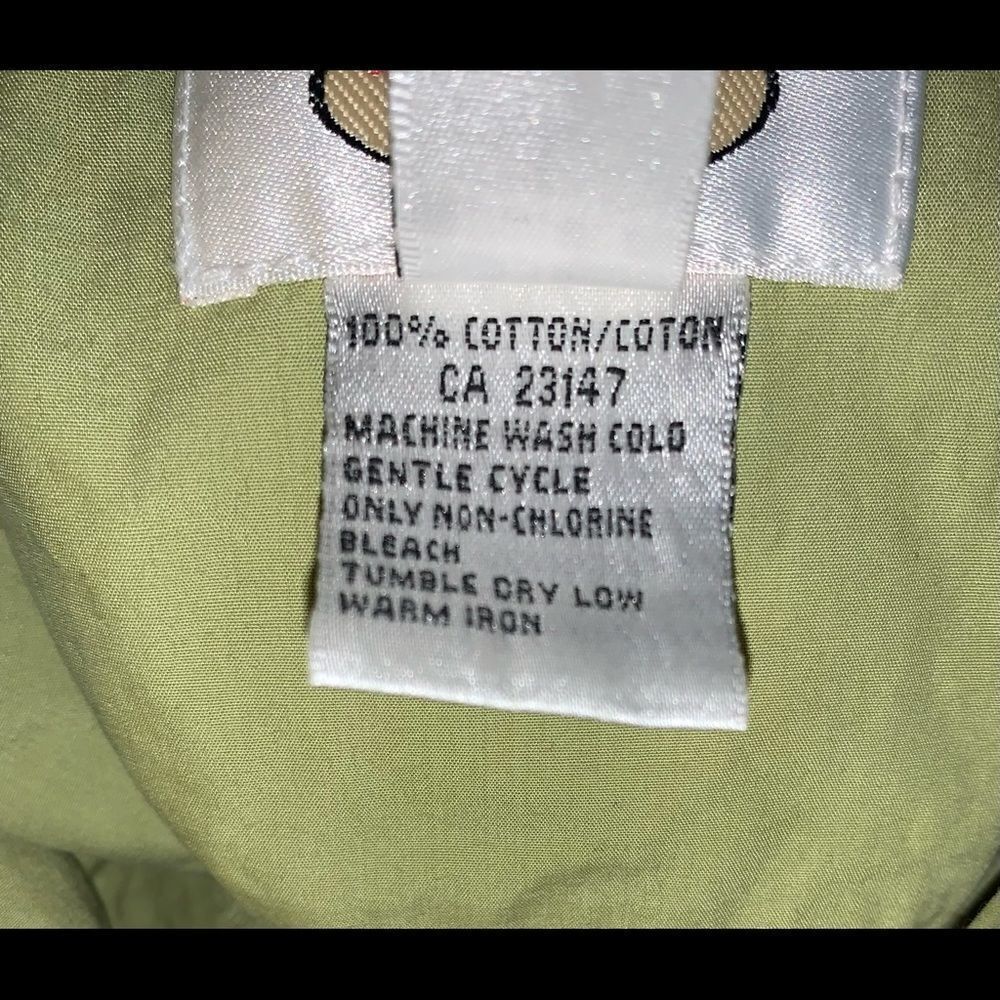 100% COTTON/COTON
CA 23147
MACHINE WASH COLD
GENTLE CYCLE
ONLY NON-CHLORINE
BLEACH
TUMBLE DRY LOW
WARM IRON